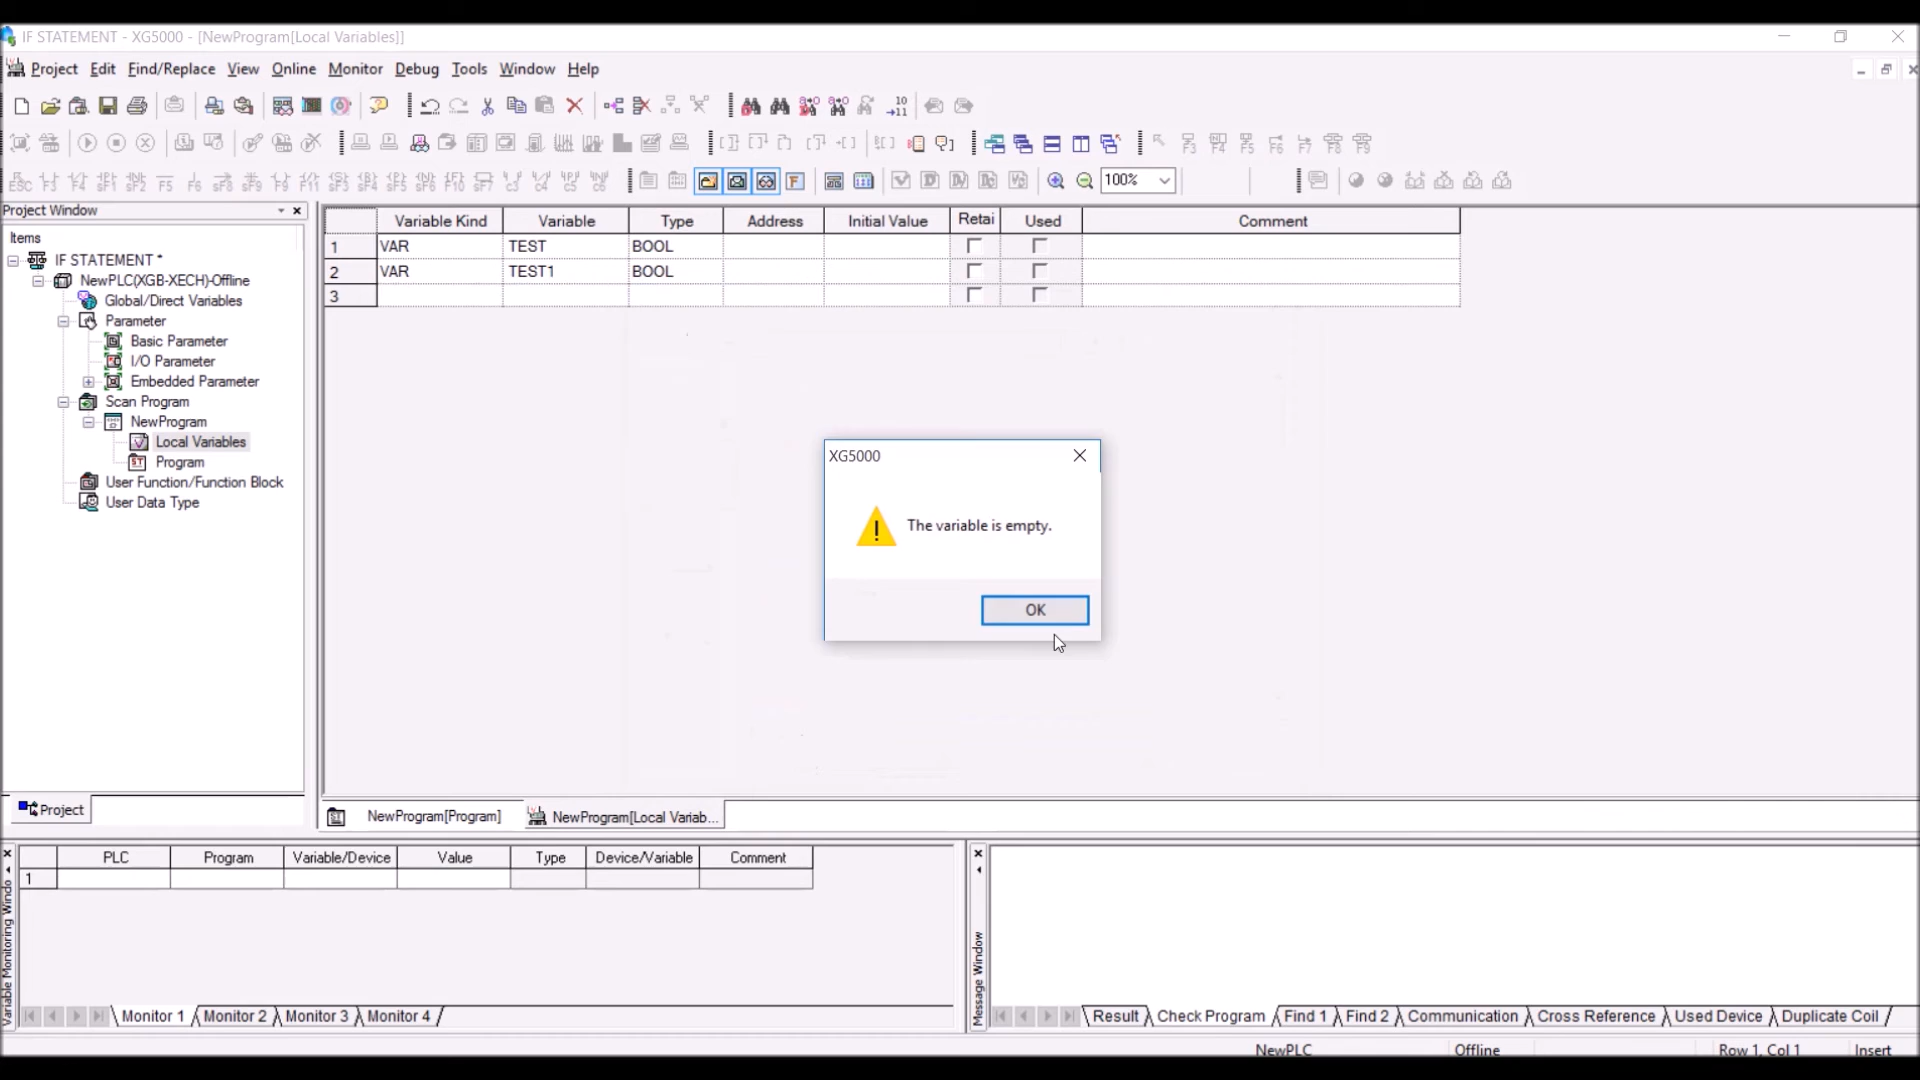 IF STATEMENT - XG5000 - [NewProgram[Local Variables]]
Project Edit Find/Replace View Online Monitor Debug Tools Window Help
100%
Project Window
Items
IF STATEMENT *
NewPLC(XGB-XECH)-Offline
Global/Direct Variables
Parameter
Basic Parameter
I/O Parameter
Embedded Parameter
Scan Program
NewProgram
Local Variables
Program
User Function/Function Block
User Data Type
Project
Variable Kind Variable Type Address Initial Value Retai Used Comment
1 VAR TEST BOOL
2 VAR TEST1 BOOL
3
XG5000
The variable is empty.
OK
NewProgram[Program] NewProgram[Local Variab...
Variable Monitoring Windo
PLC Program Variable/Device Value Type Device/Variable Comment
1
Monitor 1 Monitor 2 Monitor 3 Monitor 4
Message Window
Result Check Program Find 1 Find 2 Communication Cross Reference Used Device Duplicate Coil
NewPLC Offline Row 1, Col 1 Insert